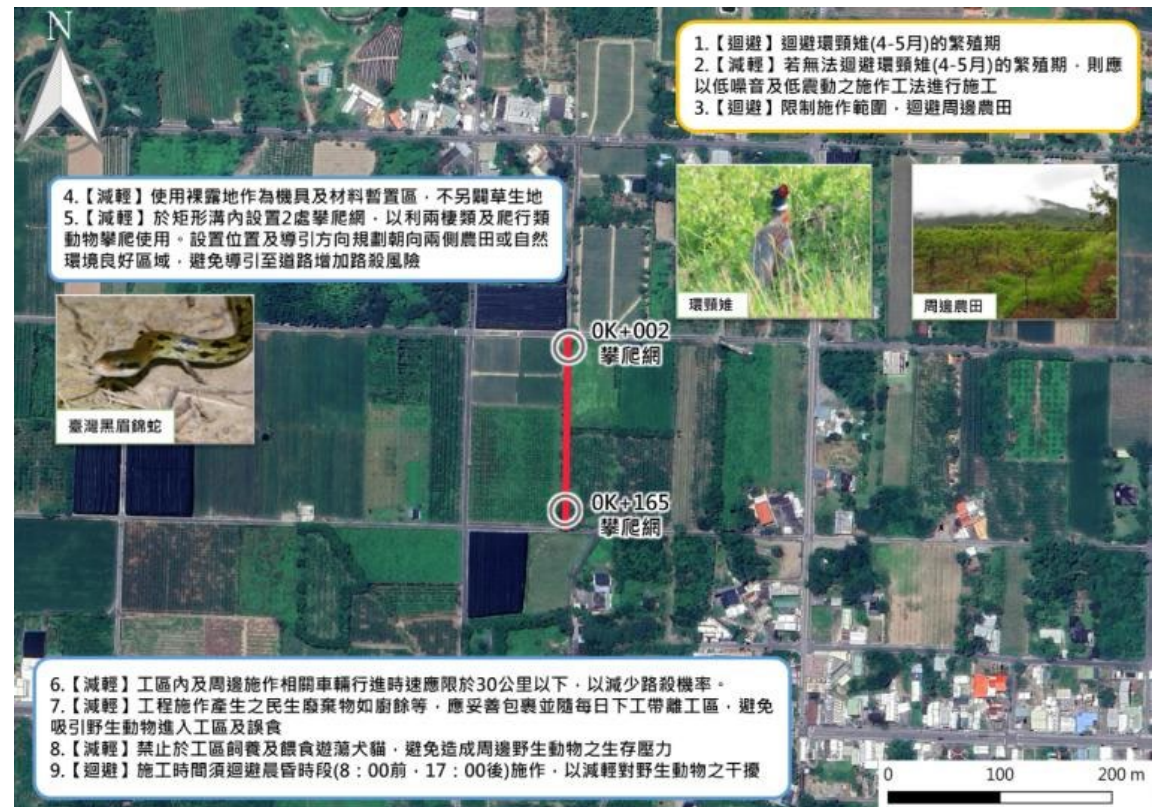 N
1.【迴避】迴避環頸雉(4-5月)的繁殖期
2.【減輕】若無法迴避環頸雉(4-5月)的繁殖期，則應
以低噪音及低震動之施作工法進行施工
3.【迴避】限制施作範圍，迴避周邊農田
4.【減輕】使用裸露地作為機具及材料暫置區，不另闢草生地
5.【減輕】於矩形溝內設置2處攀爬網，以利兩棲類及爬行類
動物攀爬使用。設置位置及導引方向規劃朝向兩側農田或自然
環境良好區域，避免導引至道路增加路殺風險
環頸雉
周邊農田
臺灣黑眉錦蛇
0K+002
攀爬網
0K+165
攀爬網
6.【減輕】工區內及周邊施作相關車輛行進時速應限於30公里以下，以減少路殺機率。
7.【減輕】工程施作產生之民生廢棄物如廚餘等，應妥善包裹並隨每日下工帶離工區，避免
吸引野生動物進入工區及誤食
8.【減輕】禁止於工區飼養及餵食遊蕩犬貓，避免造成周邊野生動物之生存壓力
9.【迴避】施工時間須迴避晨昏時段(8：00前，17：00後)施作，以減輕對野生動物之干擾
0 100 200 m